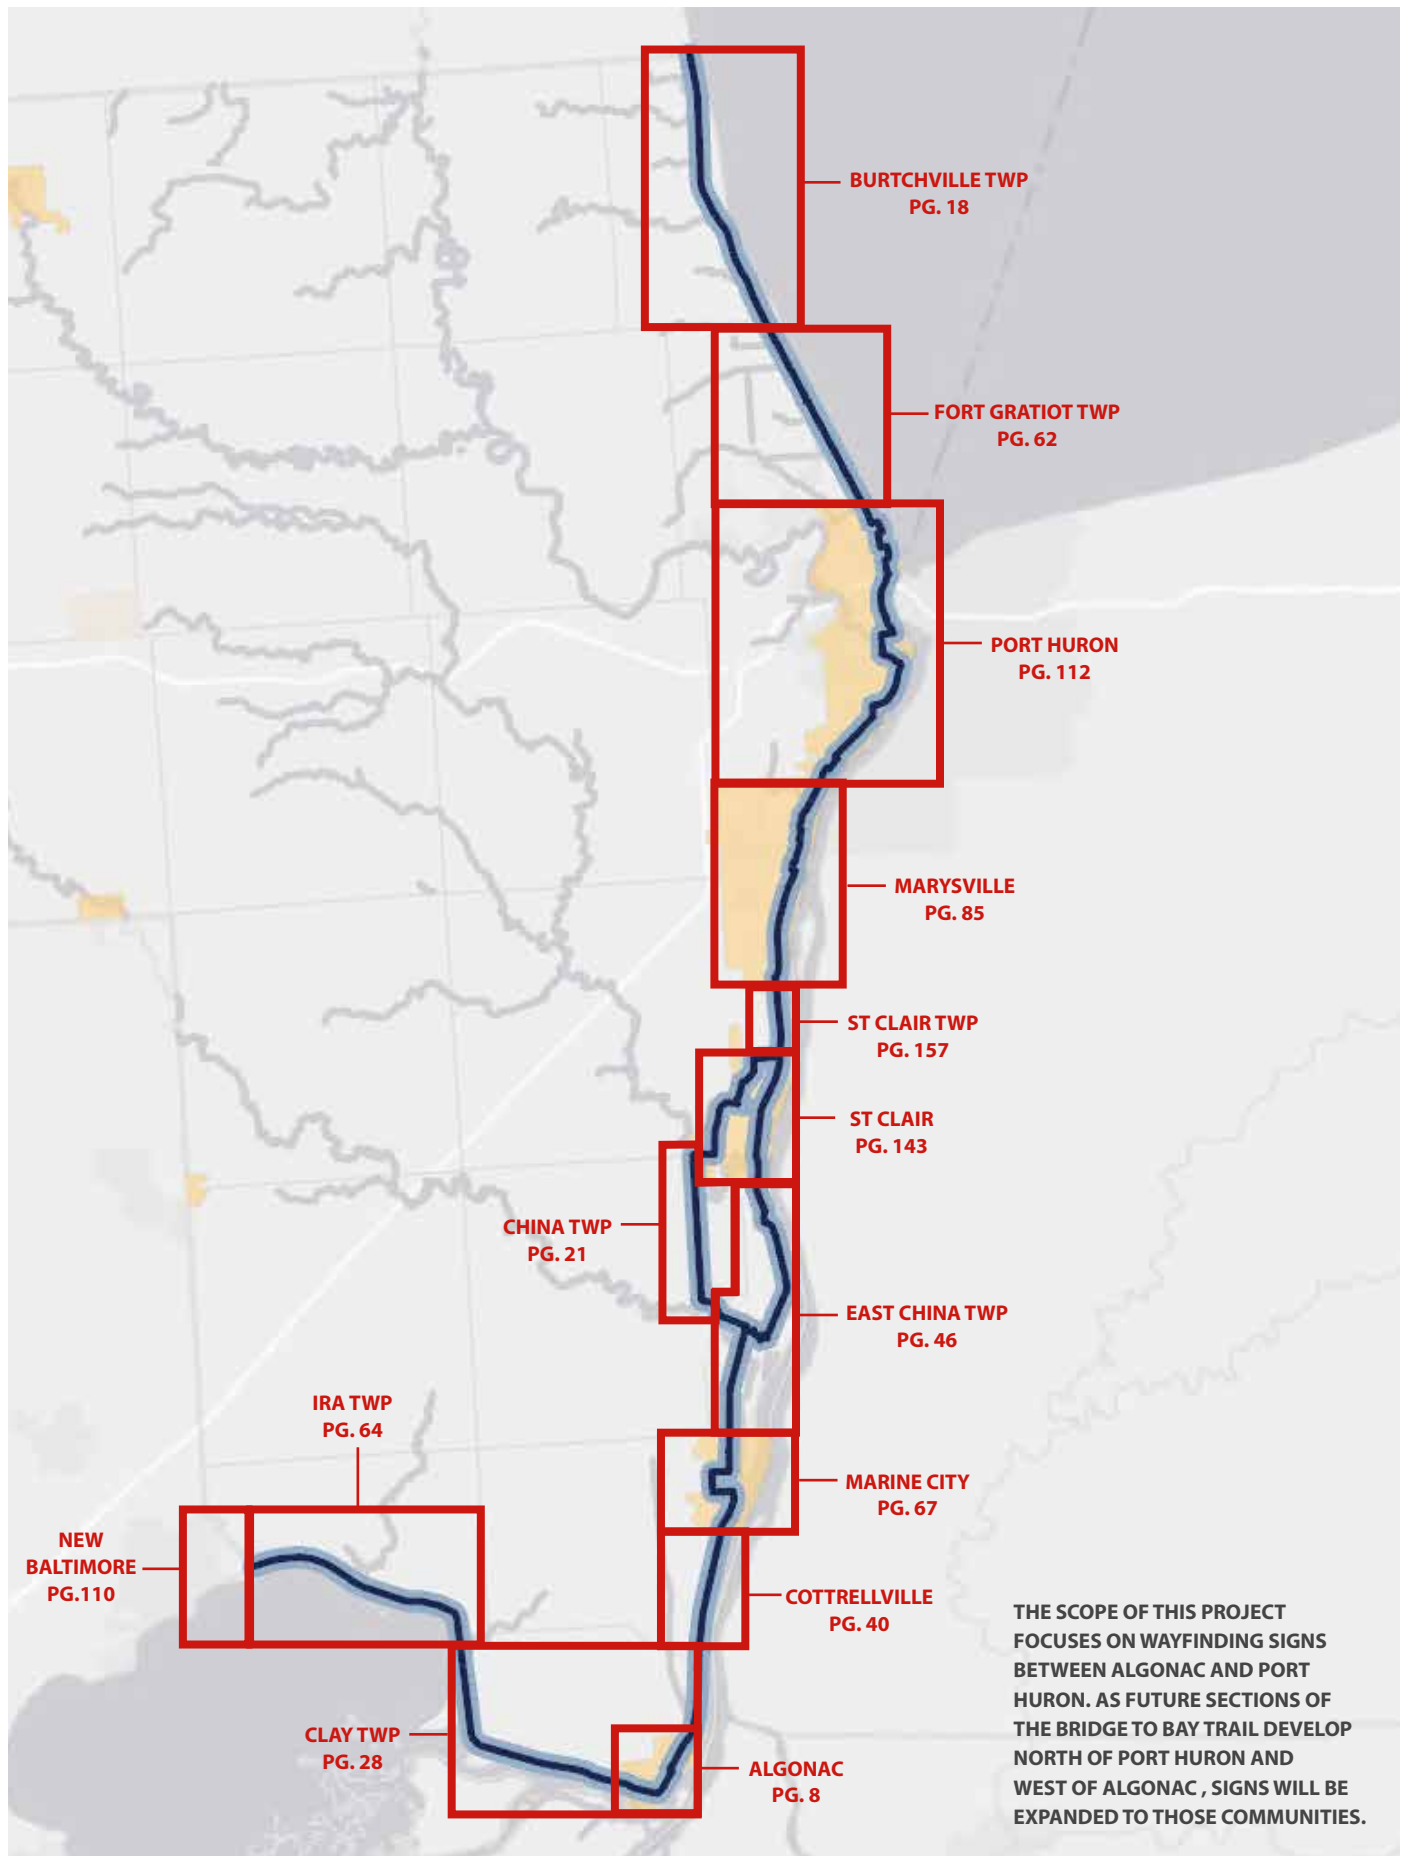 BURTCHVILLE TWP
PG. 18
FORT GRATIOT TWP
PG. 62
PORT HURON
PG. 112
MARYSVILLE
PG. 85
ST CLAIR TWP
PG. 157
ST CLAIR
PG. 143
CHINA TWP
PG. 21
EAST CHINA TWP
PG. 46
IRA TWP
PG. 64
MARINE CITY
PG. 67
NEW
BALTIMORE
PG.110
COTTRELLVILLE
PG. 40
CLAY TWP
PG. 28
ALGONAC
PG. 8
THE SCOPE OF THIS PROJECT
FOCUSES ON WAYFINDING SIGNS
BETWEEN ALGONAC AND PORT
HURON. AS FUTURE SECTIONS OF
THE BRIDGE TO BAY TRAIL DEVELOP
NORTH OF PORT HURON AND
WEST OF ALGONAC , SIGNS WILL BE
EXPANDED TO THOSE COMMUNITIES.